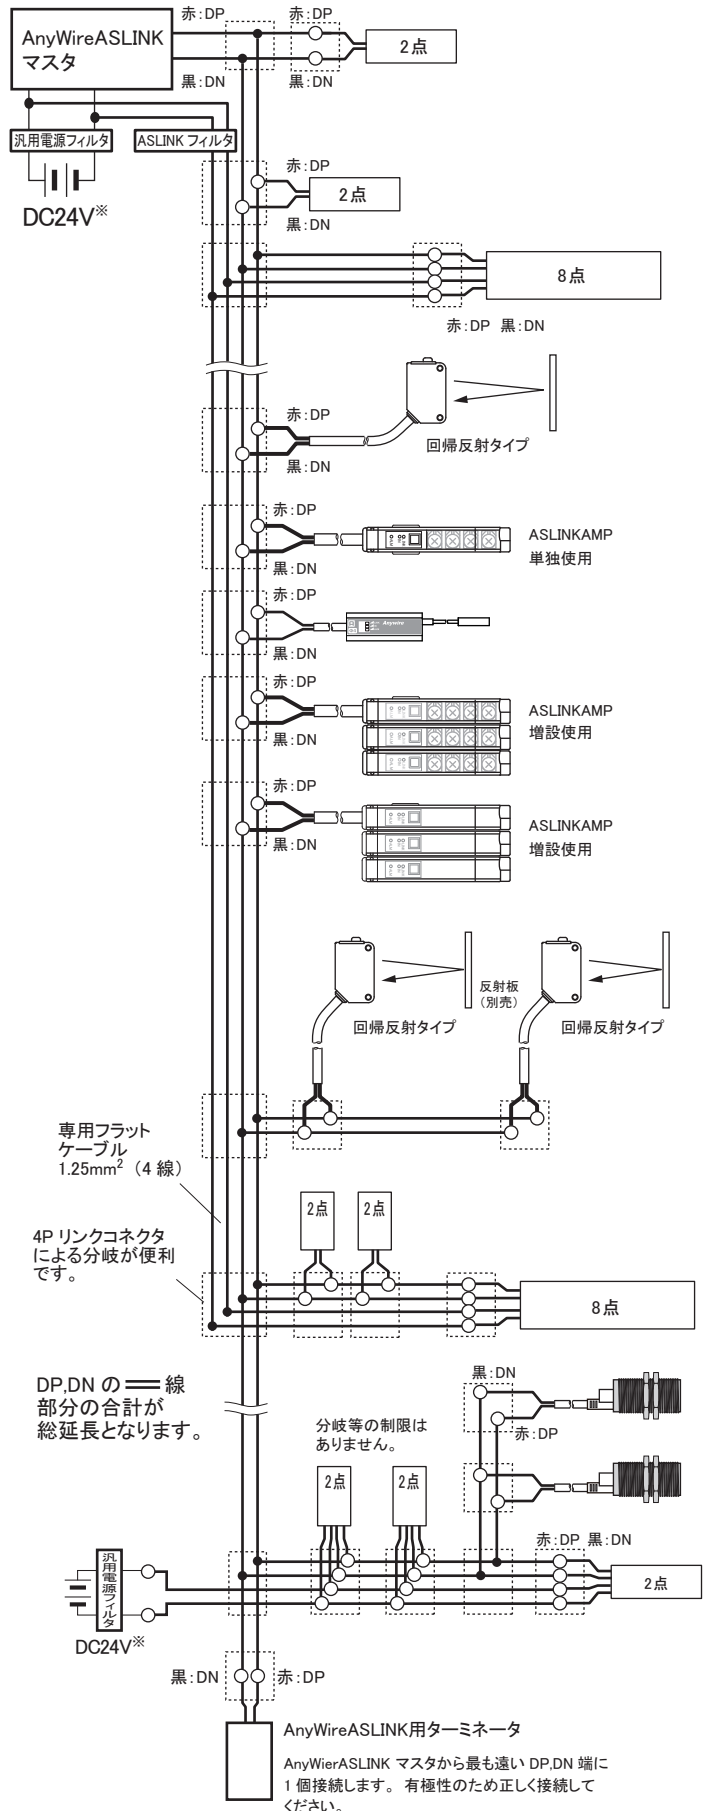 AnyWireASLINK
マスタ
赤:DP
黒:DN
黒:DN
2点
汎用電源フィルタ
ASLINK フィルタ
DC24V※
赤:DP
2点
黒:DN
8点
赤:DP 黒:DN
赤:DP
黒:DN
回帰反射タイプ
赤:DP
黒:DN
ASLINKAMP
単独使用
赤:DP
Anywire
黒:DN
赤:DP
黒:DN
ASLINKAMP
増設使用
赤:DP
黒:DN
ASLINKAMP
増設使用
反射板
(別売)
回帰反射タイプ
回帰反射タイプ
専用フラット
ケーブル
1.25mm² (4 線)
4P リンクコネクタ
による分岐が便利
です。
2点
2点
8点
DP,DN の 線
部分の合計が
総延長となります。
分岐等の制限は
ありません。
黒:DN
赤:DP
2点
2点
赤:DP 黒:DN
2点
汎用電源フィルタ
DC24V※
黒:DN
赤:DP
AnyWireASLINK用ターミネータ
AnyWierASLINK マスタから最も遠い DP,DN 端に
1 個接続します。 有極性のため正しく接続して
ください。